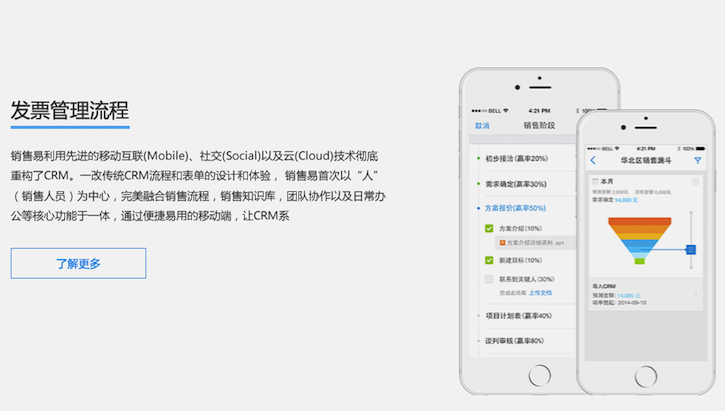 发票管理流程
销售易利用先进的移动互联(Mobile)、社交(Social)以及云(Cloud)技术彻底
重构了CRM。一改传统CRM流程和表单的设计和体验， 销售易首次以“人”
（销售人员）为中心，完美融合销售流程，销售知识库，团队协作以及日常办
公等核心功能于一体，通过便捷易用的移动端，让CRM系
了解更多
BELL 4:21 PM 100%
取消 销售阶段
初步接洽 (赢率20%)
需求确定(赢率30%)
方案报价(赢率50%)
方案介绍(10%)
方案介绍详细资料.ppt
新建目标(10%)
联系到关键人(30%)
完成此项需 上传文档
项目计划表(赢率40%)
谈判审核(赢率80%)
BELL 4:21 PM 100%
华北区销售漏斗
本月
需求确定 14,000元
导入CRM
预测金额: 14,000元
结单日期: 2014-09-15